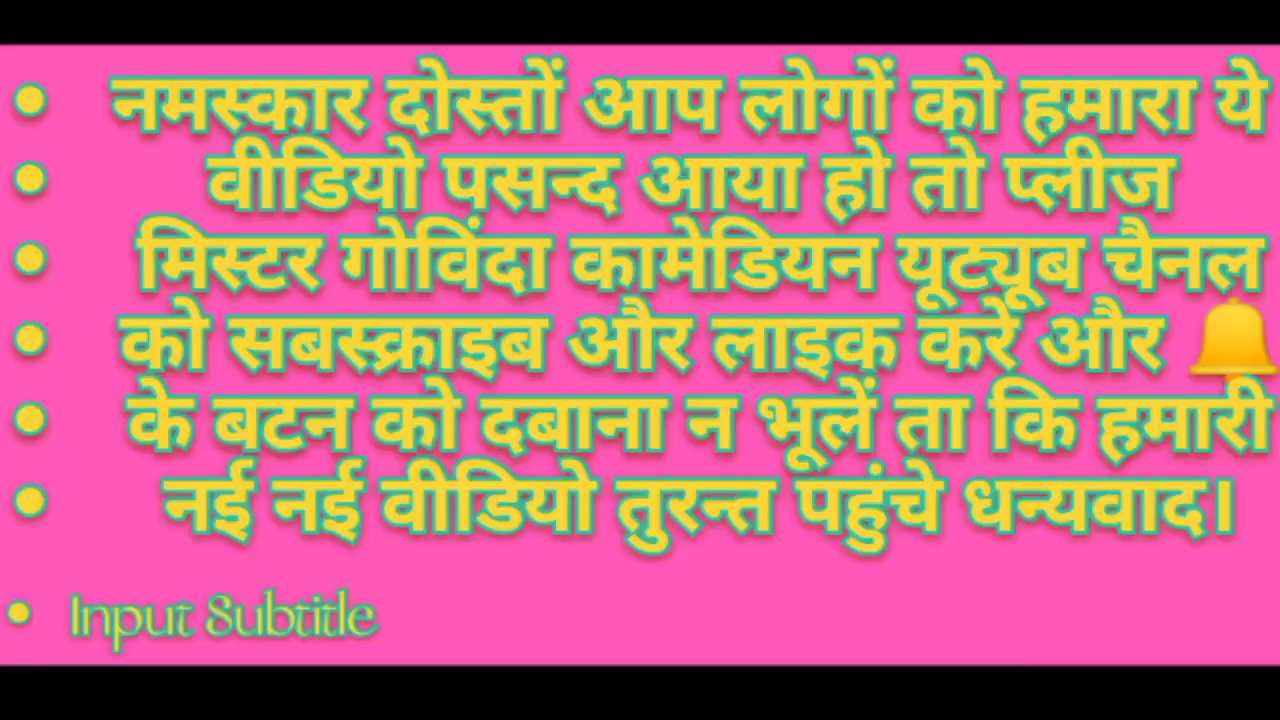 • नमस्कार दोस्तों आप लोगों को हमारा ये
• वीडियो पसन्द आया हो तो प्लीज
• मिस्टर गोविंदा कामेडियन यूट्यूब चैनल
• को सबस्क्राइब और लाइक करें और 🔔
• के बटन को दबाना न भूलें ता कि हमारी
• नई नई वीडियो तुरन्त पहुंचे धन्यवाद।
• Input Subtitle